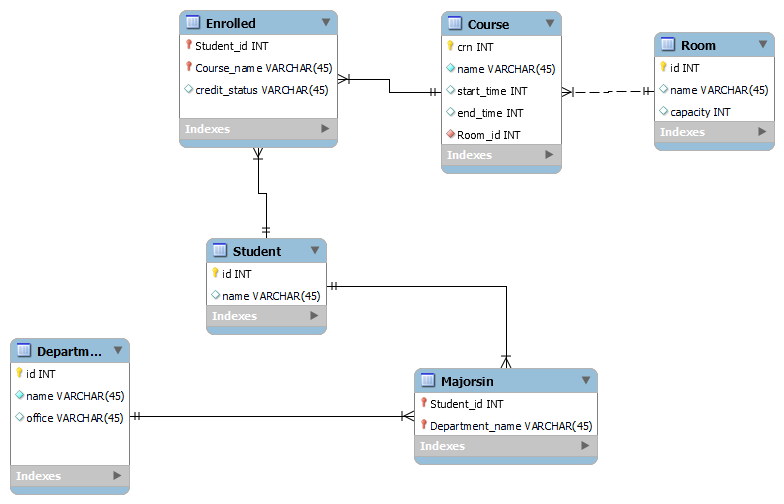 Enrolled
Student_id INT
Course_name VARCHAR(45)
credit_status VARCHAR(45)
Indexes
Course
crn INT
name VARCHAR(45)
start_time INT
end_time INT
Room_id INT
Indexes
Room
id INT
name VARCHAR(45)
capacity INT
Indexes
Student
id INT
name VARCHAR(45)
Indexes
Departm...
id INT
name VARCHAR(45)
office VARCHAR(45)
Indexes
Majorsin
Student_id INT
Department_name VARCHAR(45)
Indexes